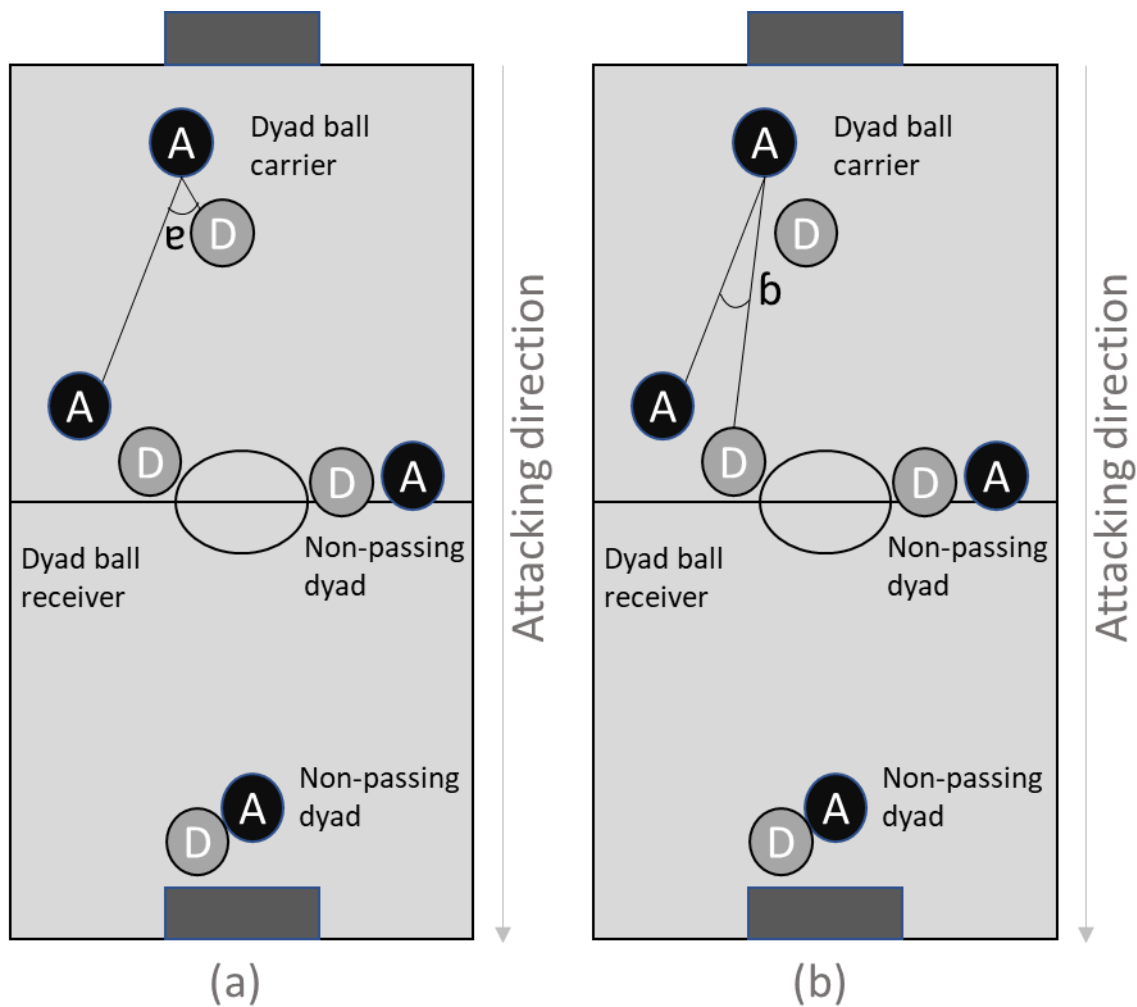 A
Dyad ball
carrier
D
ɐ
A
D
D
A
Dyad ball
receiver
Non-passing
dyad
Non-passing
dyad
A
D
Attacking direction
(a)
A
Dyad ball
carrier
D
A
D
D
A
Dyad ball
receiver
Non-passing
dyad
Non-passing
dyad
A
D
Attacking direction
(b)